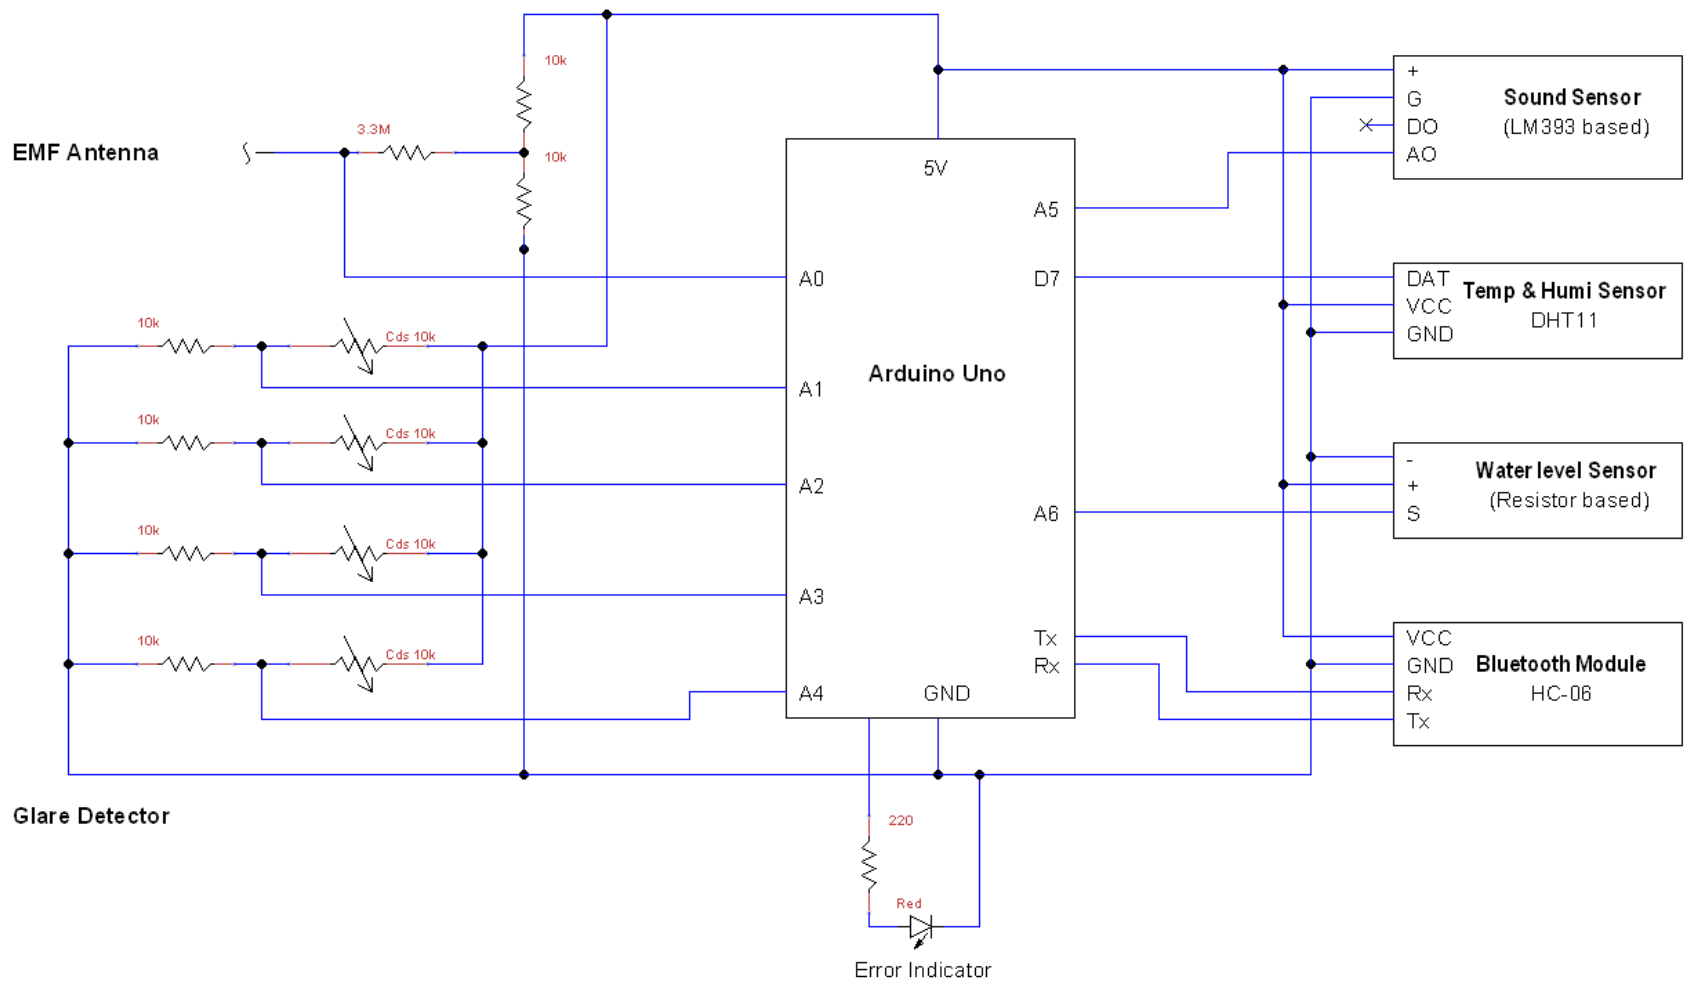 10k
+
Sound Sensor
G
3.3M
(LM393 based)
DO
EMF Antenna
10k
AO
5V
A5
A0
D7
DAT
Temp & Humi Sensor
VCC
DHT11
GND
10k
Cds 10k
Arduino Uno
A1
10k
Cds 10k
-
Water level Sensor
A2
+
(Resistor based)
A6
S
10k
Cds 10k
A3
10k
Cds 10k
Tx
VCC
Rx
GND
Bluetooth Module
A4
GND
Rx
HC-06
Tx
Glare Detector
220
Red
Error Indicator